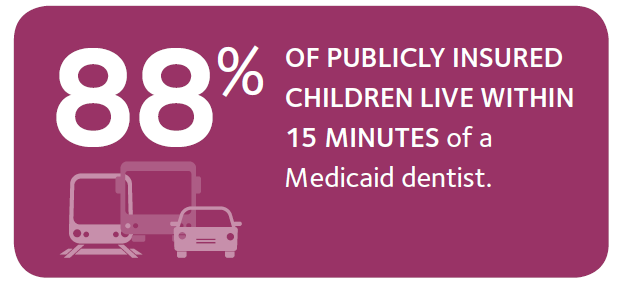 88%
OF PUBLICLY INSURED
CHILDREN LIVE WITHIN
15 MINUTES of a
Medicaid dentist.